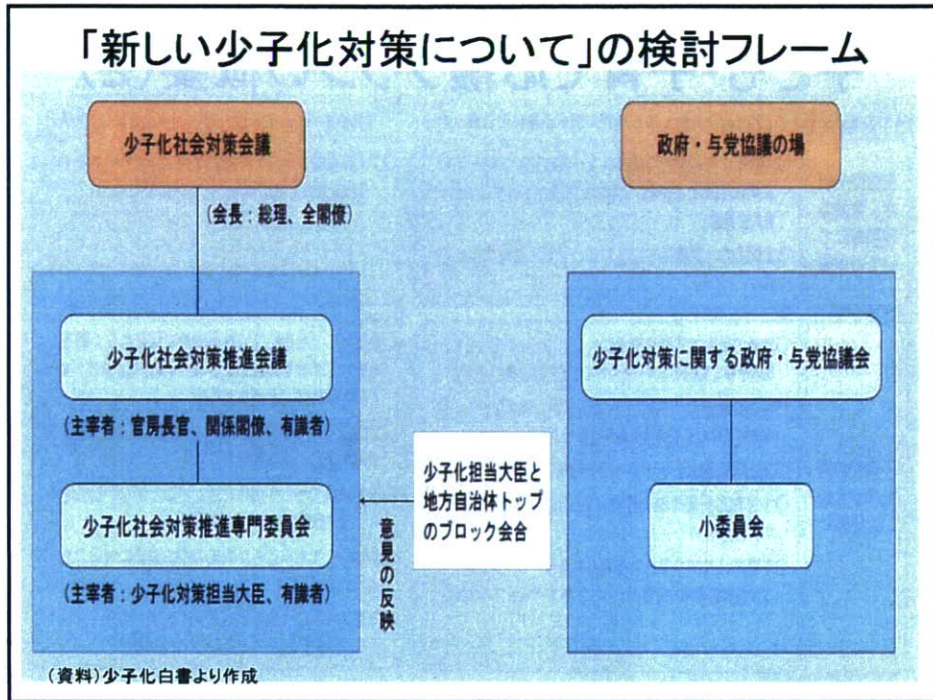 「新しい少子化対策について」の検討フレーム
少子化社会対策会議
(会長:総理、全閣僚)
少子化社会対策推進会議
(主宰者:官房長官、関係閣僚、有識者)
少子化社会対策推進専門委員会
(主宰者:少子化対策担当大臣、有識者)
少子化担当大臣と
地方自治体トップ
のブロック会合
意見の反映
政府・与党協議の場
少子化対策に関する政府・与党協議会
小委員会
(資料)少子化白書より作成